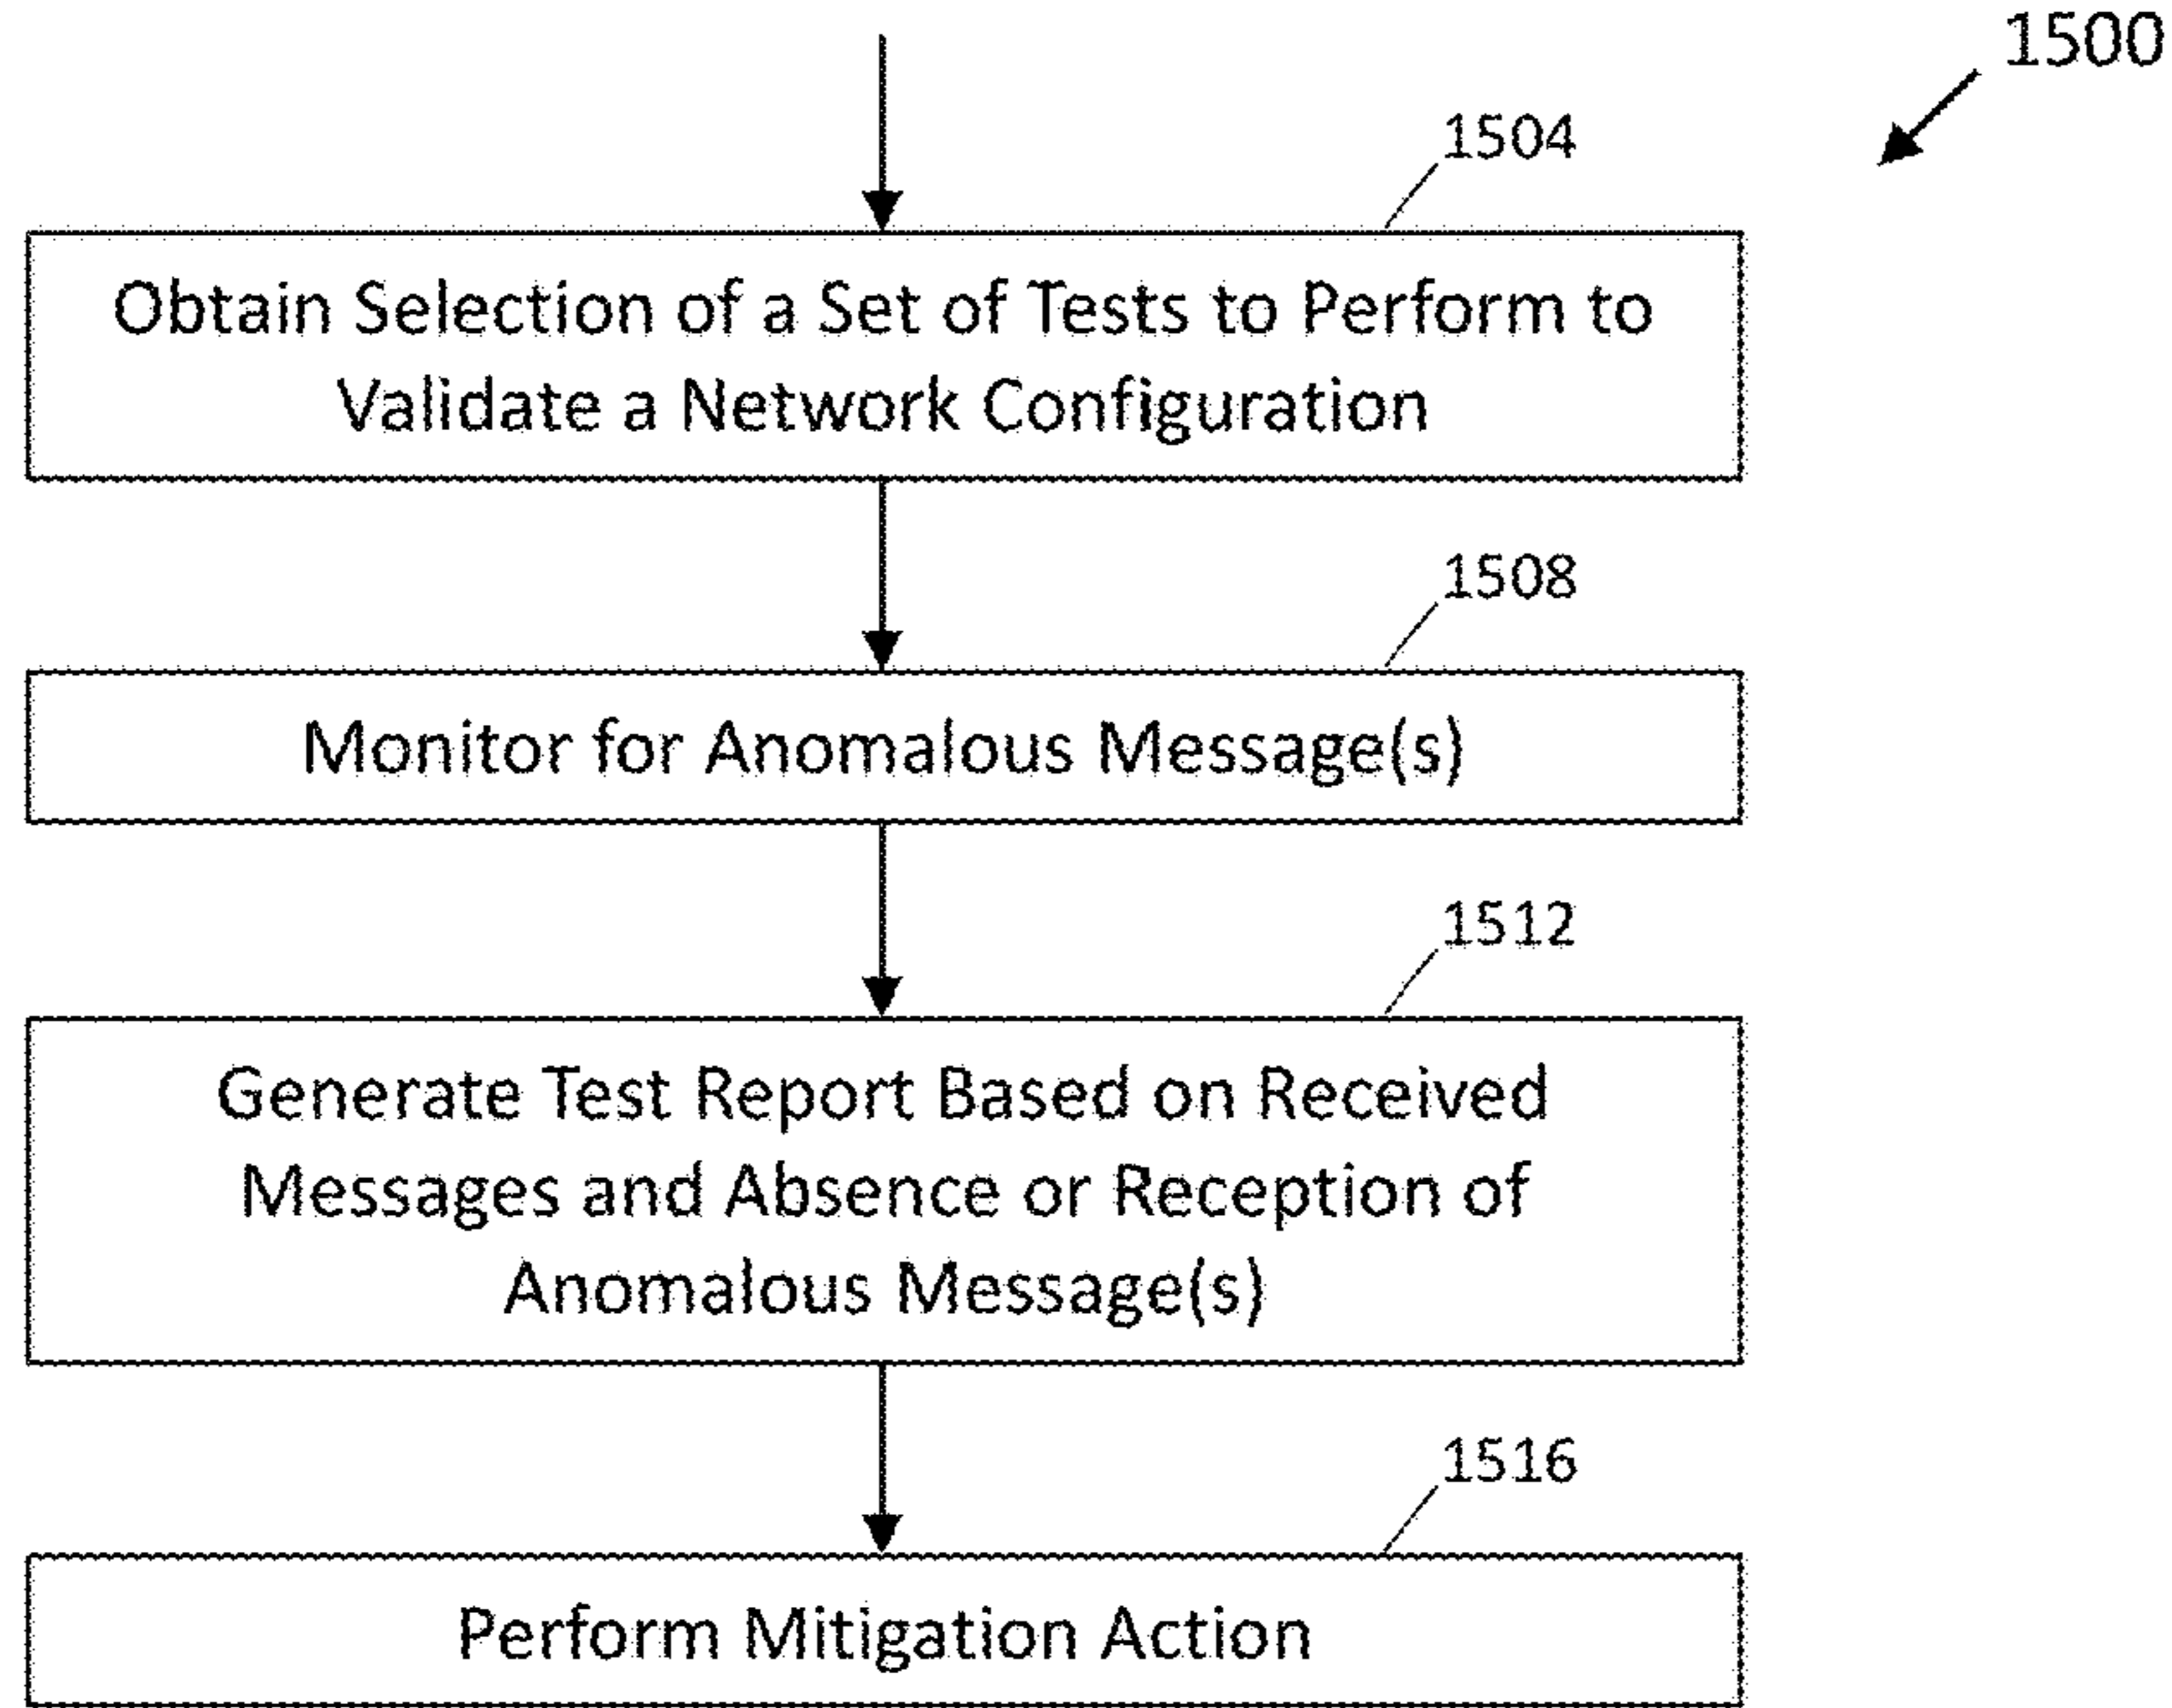 1500
1504
Obtain Selection of a Set of Tests to Perform to
Validate a Network Configuration
1508
Monitor for Anomalous Message(s)
1512
Generate Test Report Based on Received
Messages and Absence or Reception of
Anomalous Message(s)
1516
Perform Mitigation Action